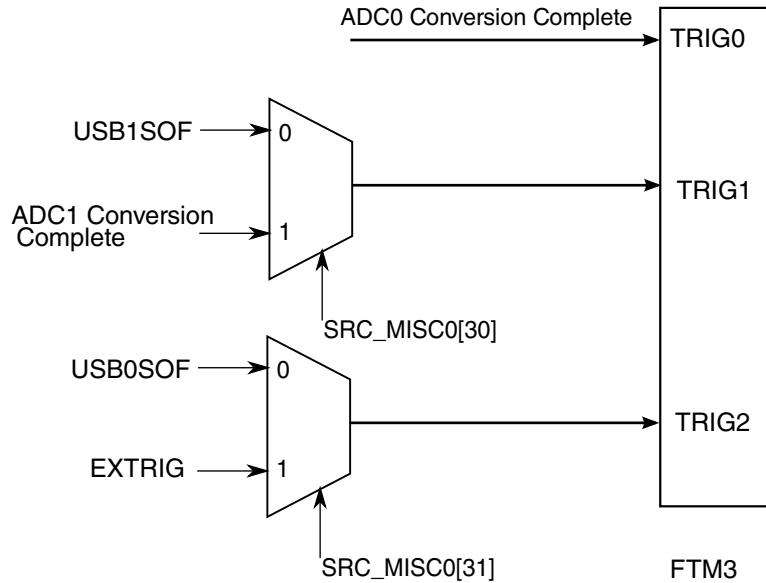 ADC0 Conversion Complete
TRIG0
USB1SOF
0
TRIG1
ADC1 Conversion
Complete
1
SRC_MISC0[30]
USB0SOF
0
TRIG2
EXTRIG
1
SRC_MISC0[31]
FTM3